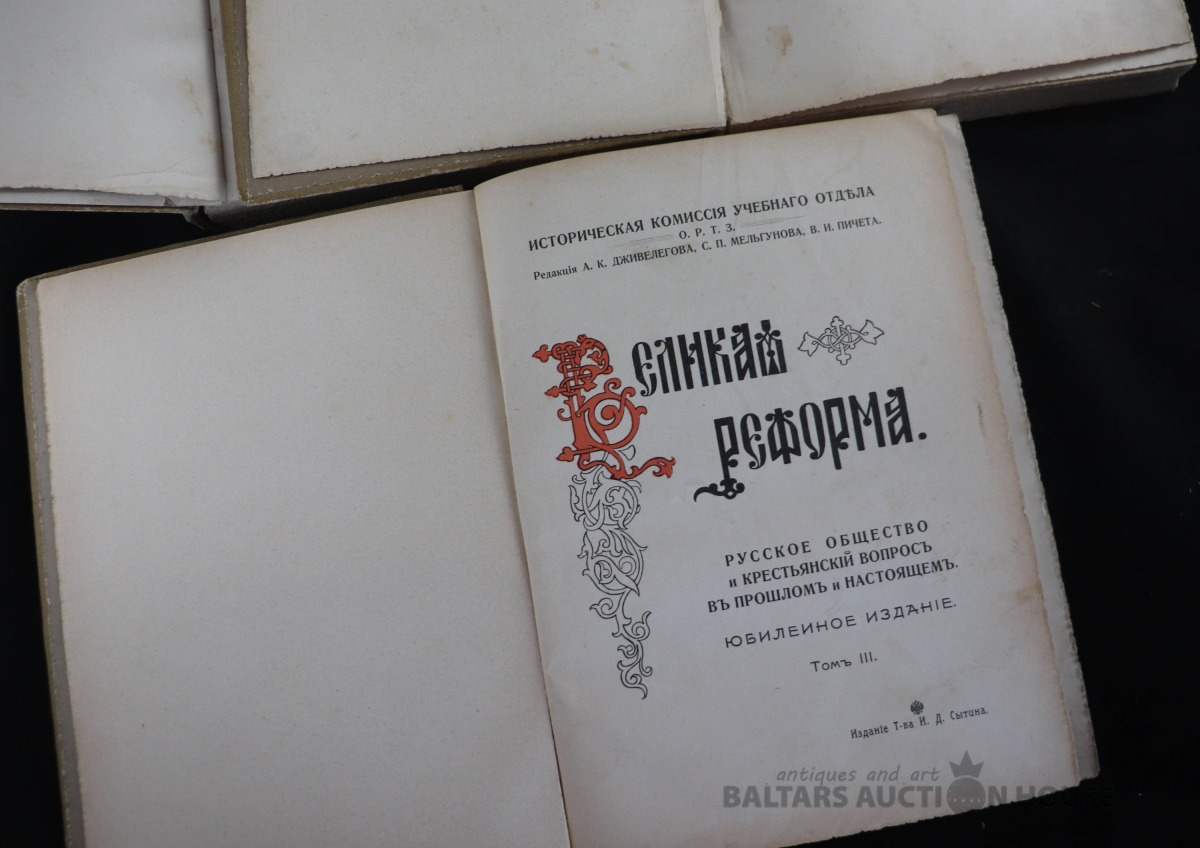 ИСТОРИЧЕСКАЯ КОМИССІЯ УЧЕБНАГО ОТДѢЛА
О. Р. Т. З.
Редакція А. К. ДЖИВЕЛЕГОВА, С. П. МЕЛЬГУНОВА, В. И. ПИЧЕТА.
ВЕЛИКАЯ
РЕФОРМА.
РУССКОЕ ОБЩЕСТВО
и КРЕСТЬЯНСКІЙ ВОПРОСЪ
ВЪ ПРОШЛОМЪ и НАСТОЯЩЕМЪ.
ЮБИЛЕЙНОЕ ИЗДАНІЕ.
Томъ III.
Изданіе Т-ва И. Д. Сытина.
antiques and art
BALTARS AUCTION HOUSE